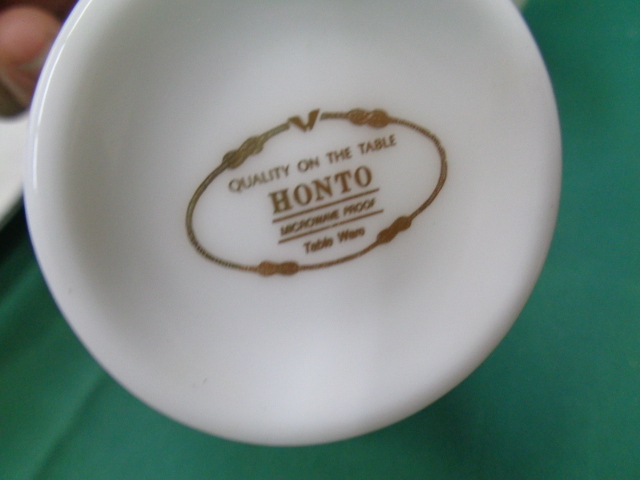 QUALITY ON THE TABLE
HONTO
MICROWAVE PROOF
Table Ware